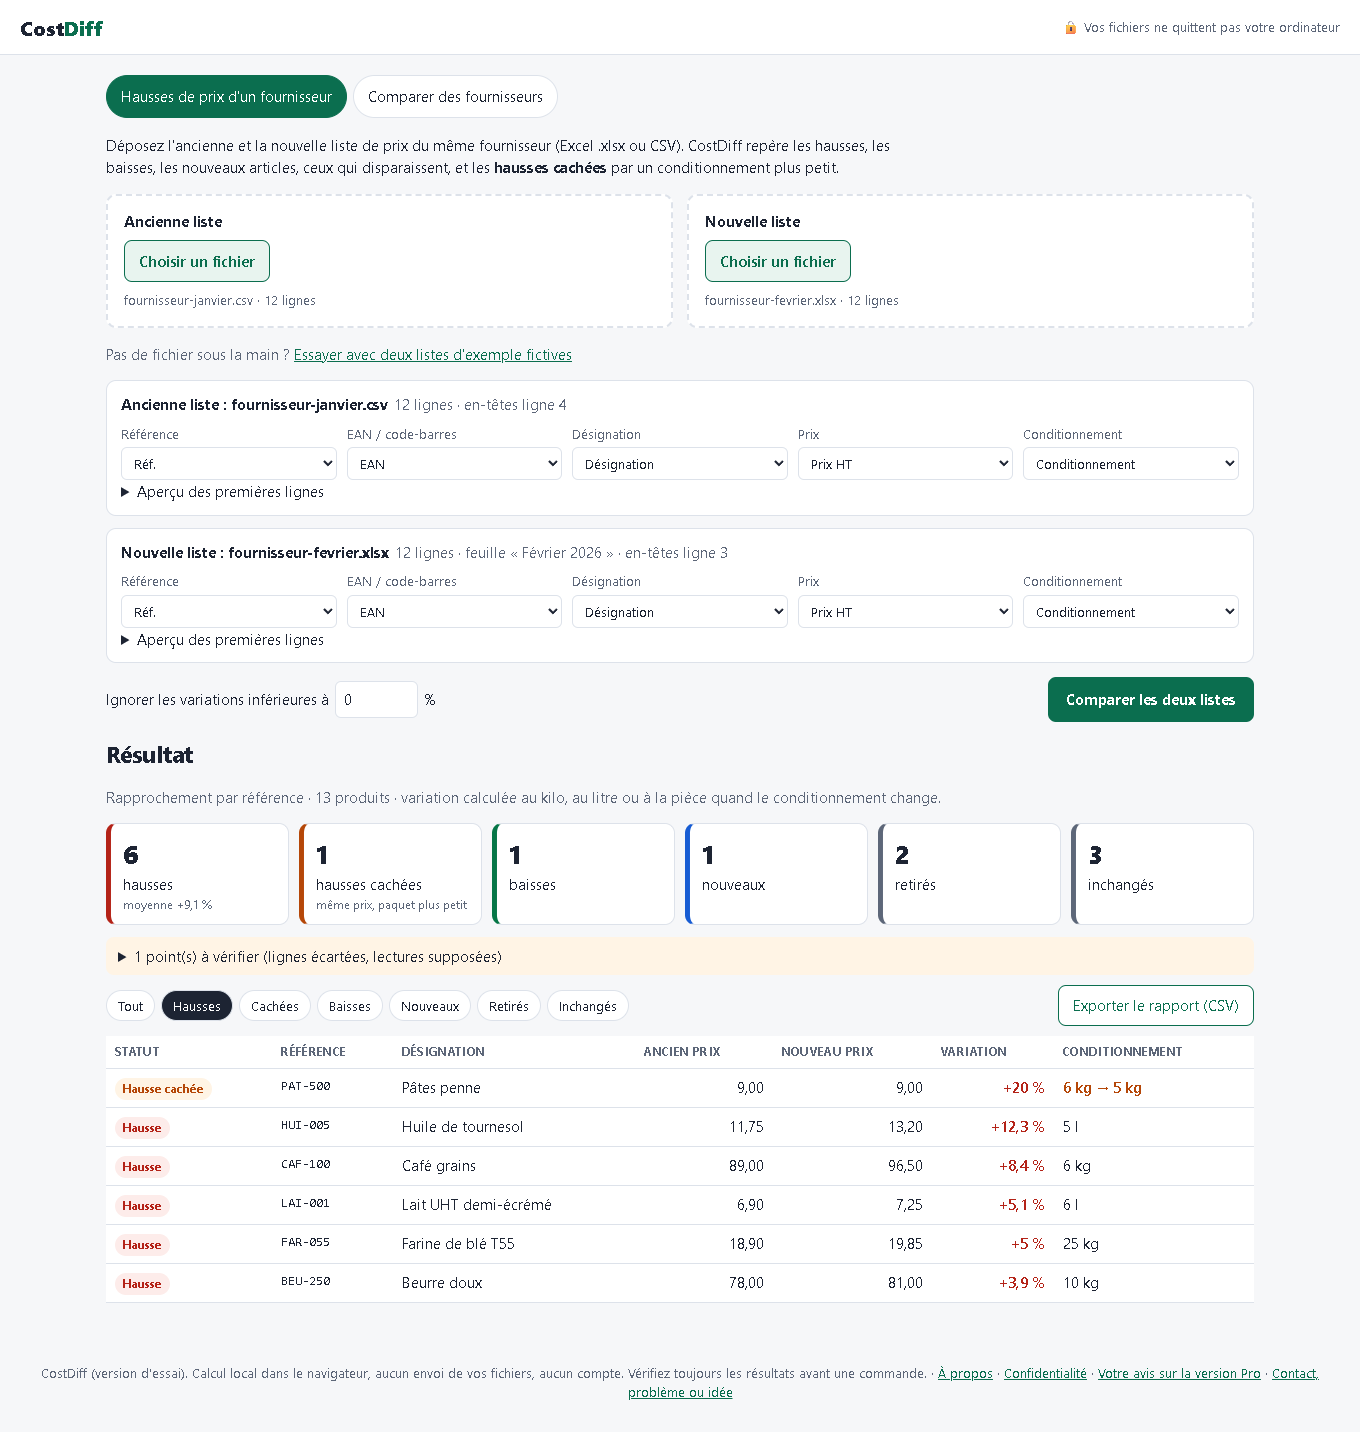 CostDiff
🔒 Vos fichiers ne quittent pas votre ordinateur
Hausses de prix d'un fournisseur
Comparer des fournisseurs
Déposez l'ancienne et la nouvelle liste de prix du même fournisseur (Excel .xlsx ou CSV). CostDiff repère les hausses, les
baisses, les nouveaux articles, ceux qui disparaissent, et les hausses cachées par un conditionnement plus petit.
Ancienne liste
Choisir un fichier
fournisseur-janvier.csv · 12 lignes
Nouvelle liste
Choisir un fichier
fournisseur-fevrier.xlsx · 12 lignes
Pas de fichier sous la main ? Essayer avec deux listes d'exemple fictives
Ancienne liste : fournisseur-janvier.csv 12 lignes · en-têtes ligne 4
Référence EAN / code-barres Désignation Prix Conditionnement
Réf. EAN Désignation Prix HT Conditionnement
▶ Aperçu des premières lignes
Nouvelle liste : fournisseur-fevrier.xlsx 12 lignes · feuille « Février 2026 » · en-têtes ligne 3
Référence EAN / code-barres Désignation Prix Conditionnement
Réf. EAN Désignation Prix HT Conditionnement
▶ Aperçu des premières lignes
Ignorer les variations inférieures à 0 %
Comparer les deux listes
Résultat
Rapprochement par référence · 13 produits · variation calculée au kilo, au litre ou à la pièce quand le conditionnement change.
6
hausses
moyenne +9,1 %
1
hausses cachées
même prix, paquet plus petit
1
baisses
1
nouveaux
2
retirés
3
inchangés
▶ 1 point(s) à vérifier (lignes écartées, lectures supposées)
Tout Hausses Cachées Baisses Nouveaux Retirés Inchangés
Exporter le rapport (CSV)
STATUT RÉFÉRENCE DÉSIGNATION ANCIEN PRIX NOUVEAU PRIX VARIATION CONDITIONNEMENT
Hausse cachée PAT-500 Pâtes penne 9,00 9,00 +20 % 6 kg → 5 kg
Hausse HUI-005 Huile de tournesol 11,75 13,20 +12,3 % 5 l
Hausse CAF-100 Café grains 89,00 96,50 +8,4 % 6 kg
Hausse LAI-001 Lait UHT demi-écrémé 6,90 7,25 +5,1 % 6 l
Hausse FAR-055 Farine de blé T55 18,90 19,85 +5 % 25 kg
Hausse BEU-250 Beurre doux 78,00 81,00 +3,9 % 10 kg
CostDiff (version d'essai). Calcul local dans le navigateur, aucun envoi de vos fichiers, aucun compte. Vérifiez toujours les résultats avant une commande. · À propos · Confidentialité · Votre avis sur la version Pro · Contact,
problème ou idée